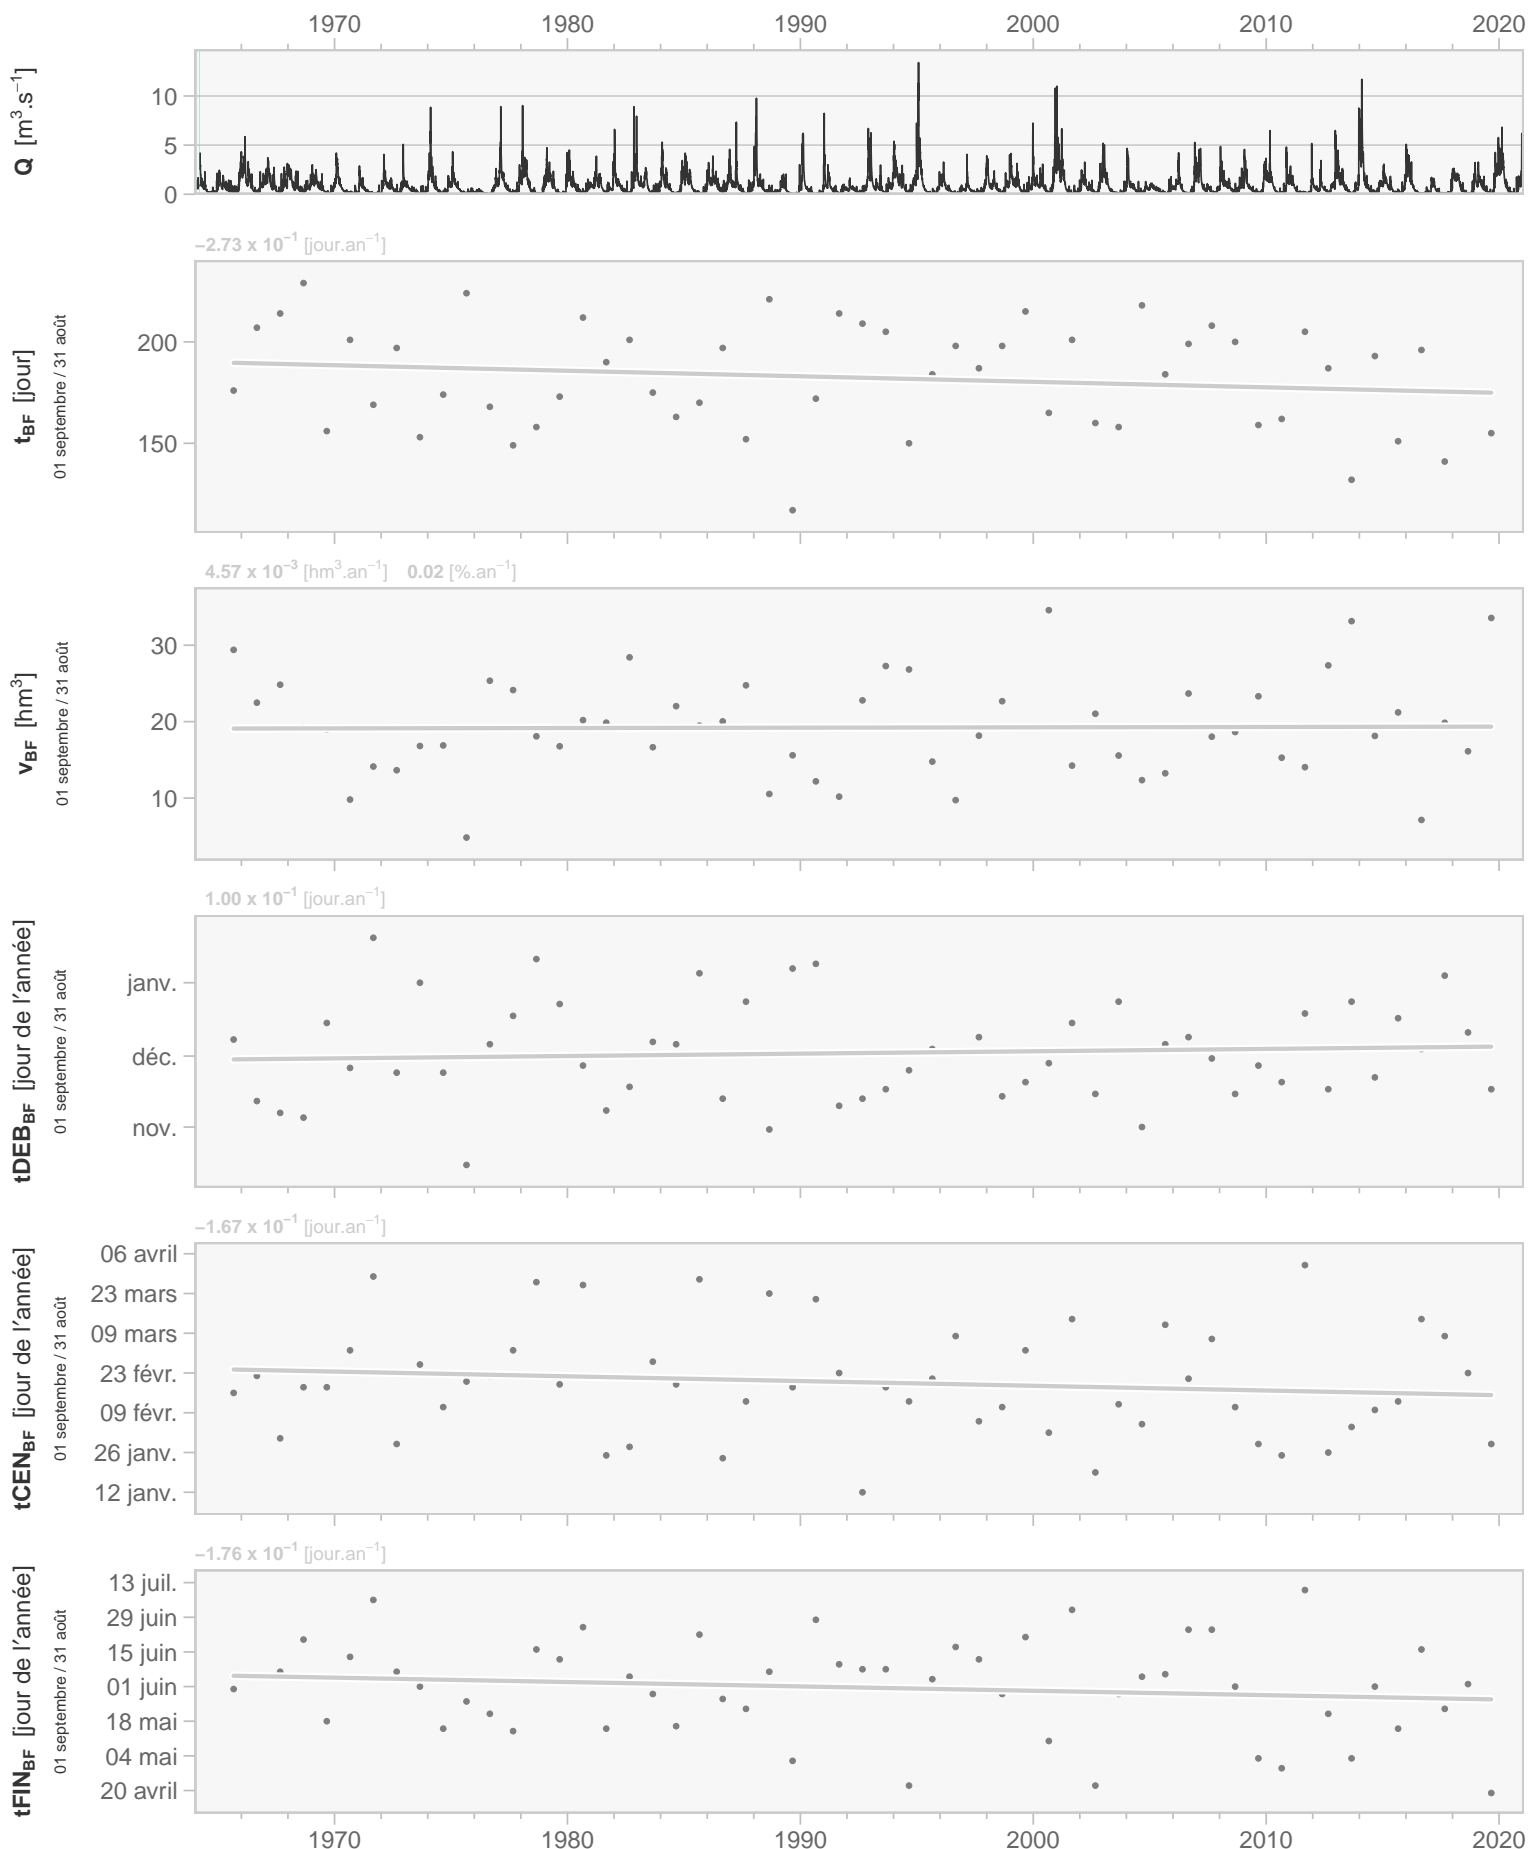 1970 1980 1990 2000 2010 2020
Q [m³.s⁻¹]
10
5
0
−2.73 x 10⁻¹ [jour.an⁻¹]
t_BF [jour]
01 septembre / 31 août
200
150
4.57 x 10⁻³ [hm³.an⁻¹] 0.02 [%.an⁻¹]
v_BF [hm³]
01 septembre / 31 août
30
20
10
1.00 x 10⁻¹ [jour.an⁻¹]
tDEB_BF [jour de l'année]
01 septembre / 31 août
janv.
déc.
nov.
−1.67 x 10⁻¹ [jour.an⁻¹]
tCEN_BF [jour de l'année]
01 septembre / 31 août
06 avril
23 mars
09 mars
23 févr.
09 févr.
26 janv.
12 janv.
−1.76 x 10⁻¹ [jour.an⁻¹]
tFIN_BF [jour de l'année]
01 septembre / 31 août
13 juil.
29 juin
15 juin
01 juin
18 mai
04 mai
20 avril
1970 1980 1990 2000 2010 2020